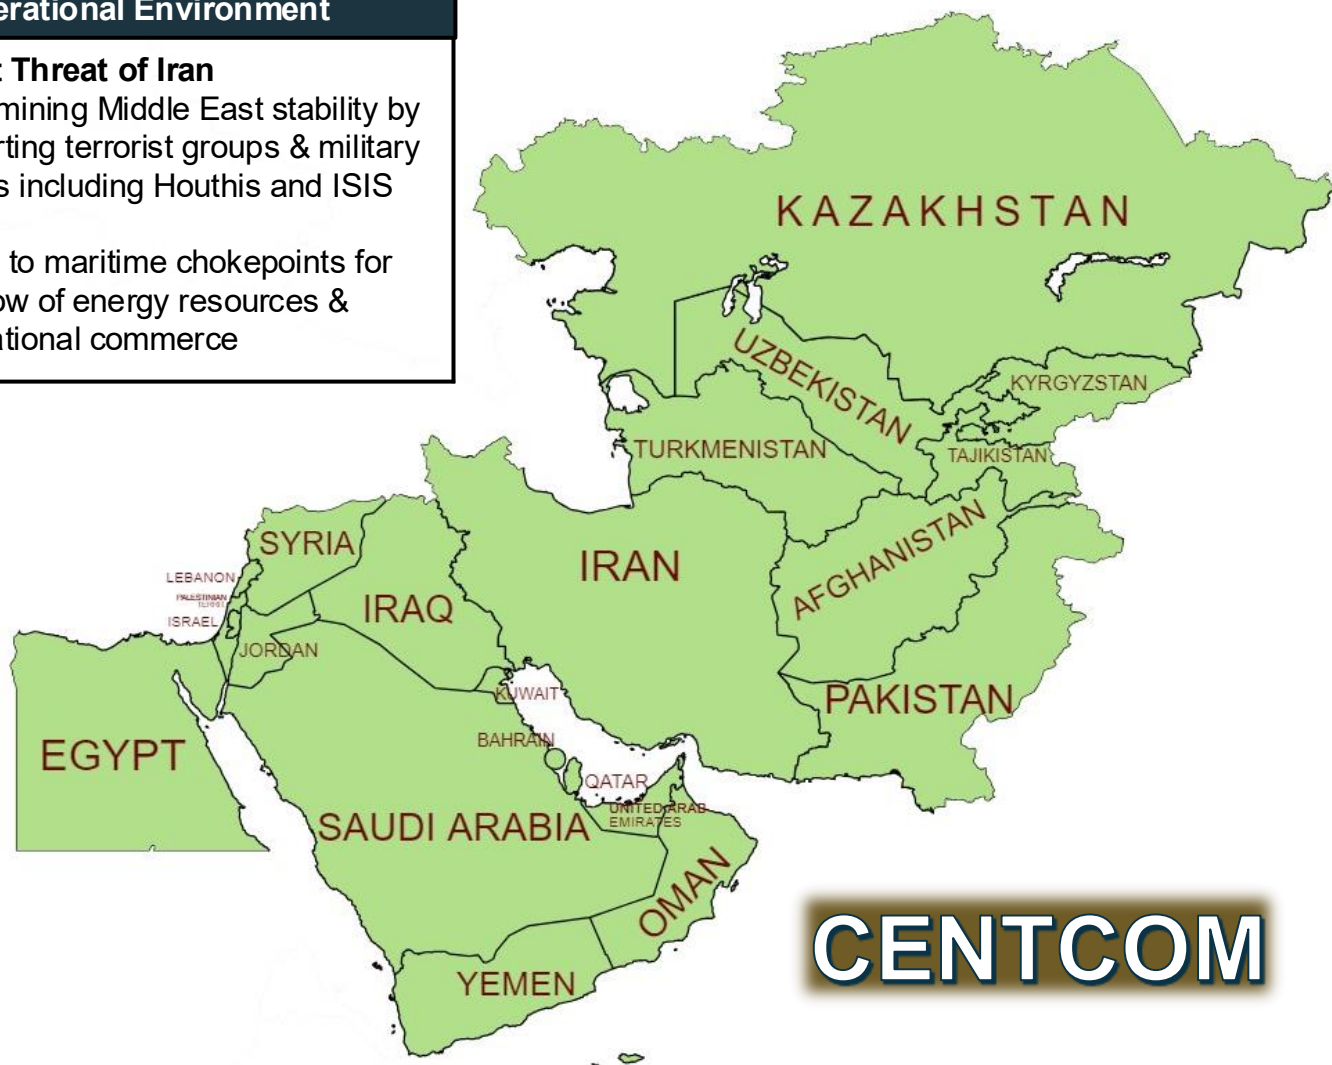 erational Environment
t Threat of Iran
mining Middle East stability by
rting terrorist groups & military
s including Houthis and ISIS
to maritime chokepoints for
ow of energy resources &
ational commerce
KAZAKHSTAN
UZBEKISTAN
KYRGYZSTAN
TURKMENISTAN
TAJIKISTAN
SYRIA
IRAN
AFGHANISTAN
LEBANON
PALESTINIAN
IRAQ
ISRAEL
JORDAN
KUWAIT
PAKISTAN
EGYPT
BAHRAIN
QATAR
UNITED ARAB
EMIRATES
SAUDI ARABIA
OMAN
CENTCOM
YEMEN